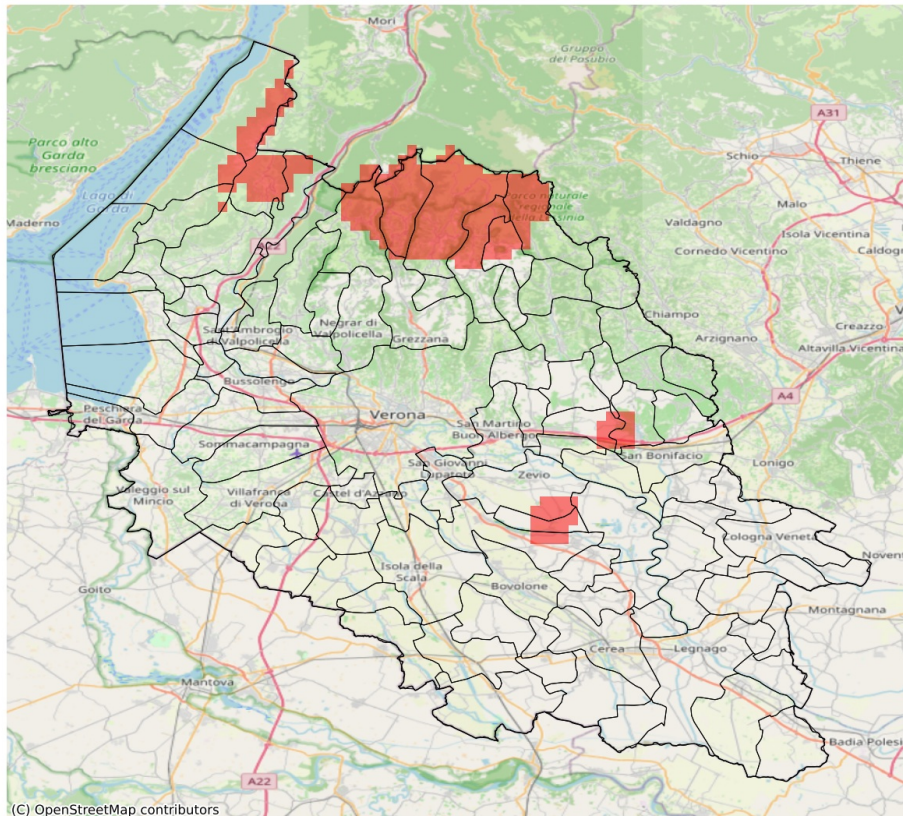 Mori
Gruppo
del Pasubio
A31
Parco alto
Garda
bresciano
Schio
Thiene
Lago di
Garda
Malo
Maderno
Valdagno
Isola Vicentina
Cornedo Vicentino
A22
Chiampo
Creazzo
Arzignano
Altavilla Vicentina
Sant'Ambrogio
di Valpolicella
Negrar di
Valpolicella
Grezzana
Bussolengo
A4
Peschiera
del Garda
Verona
San Martino
Buon Albergo
Sommacampagna
San Bonifacio
Lonigo
San Giovanni
Lupatoto
Zevio
Valeggio sul
Mincio
Villafranca
di Verona
Castel d'Azzano
Cologna Veneta
Isola della
Scala
Goito
Bovolone
Montagnana
Cerea
Legnago
Mantova
Badia Polesi
A22
(C) OpenStreetMap contributors